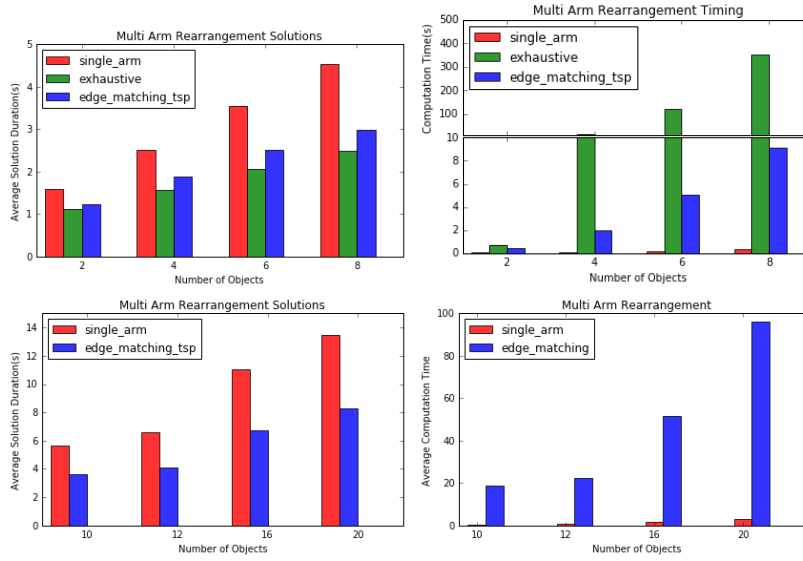 Multi Arm Rearrangement Solutions
5
4
3
2
1
0
Average Solution Duration(s)
single_arm
exhaustive
edge_matching_tsp
2 4 6 8
Number of Objects
Multi Arm Rearrangement Timing
500
400
300
200
100
10
8
6
4
2
0
Computation Time(s)
single_arm
exhaustive
edge_matching_tsp
2 4 6 8
Number of Objects
Multi Arm Rearrangement Solutions
14
12
10
8
6
4
2
0
Average Solution Duration(s)
single_arm
edge_matching_tsp
10 12 16 20
Number of Objects
Multi Arm Rearrangement
100
80
60
40
20
0
Average Computation Time
single_arm
edge_matching
10 12 16 20
Number of Objects